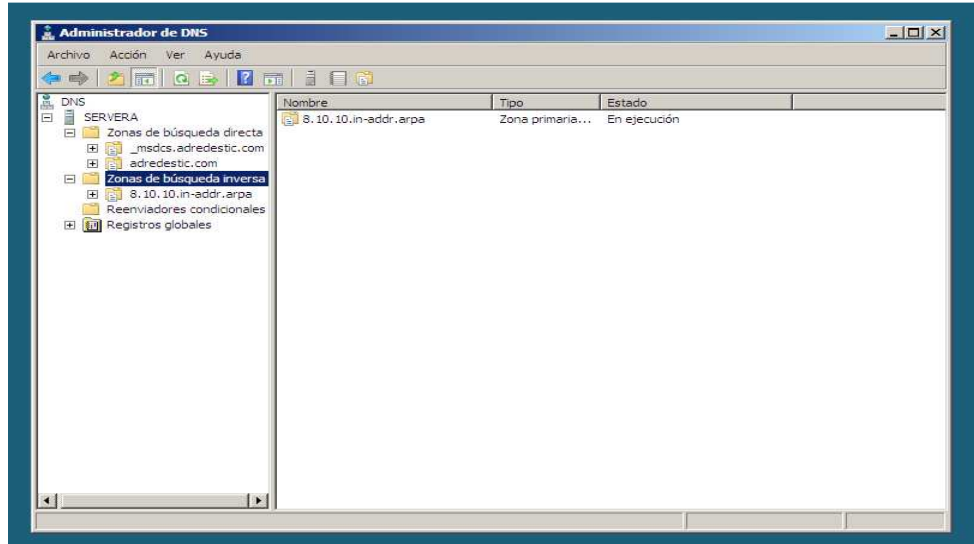 Administrador de DNS
Archivo Acción Ver Ayuda
DNS
SERVERA
Zonas de búsqueda directa
_msdcs.adredestic.com
adredestic.com
Zonas de búsqueda inversa
8.10.10.in-addr.arpa
Reenviadores condicionales
Registros globales
Nombre Tipo Estado
8.10.10.in-addr.arpa Zona primaria... En ejecución